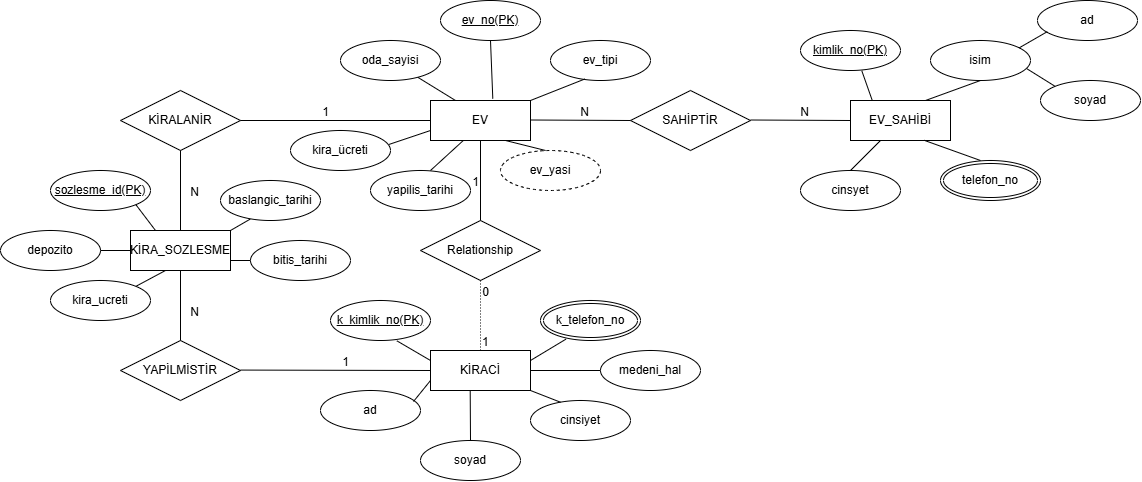 ev_no(PK)
ad
kimlik_no(PK)
oda_sayisi
ev_tipi
isim
soyad
KİRALANİR
1
EV
N
SAHİPTİR
N
EV_SAHİBİ
kira_ücreti
ev_yasi
yapilis_tarihi
1
cinsyet
telefon_no
sozlesme_id(PK)
N
baslangic_tarihi
depozito
KİRA_SOZLESME
bitis_tarihi
Relationship
kira_ucreti
0
N
k_kimlik_no(PK)
k_telefon_no
1
YAPİLMİSTİR
1
KİRACİ
medeni_hal
ad
cinsiyet
soyad